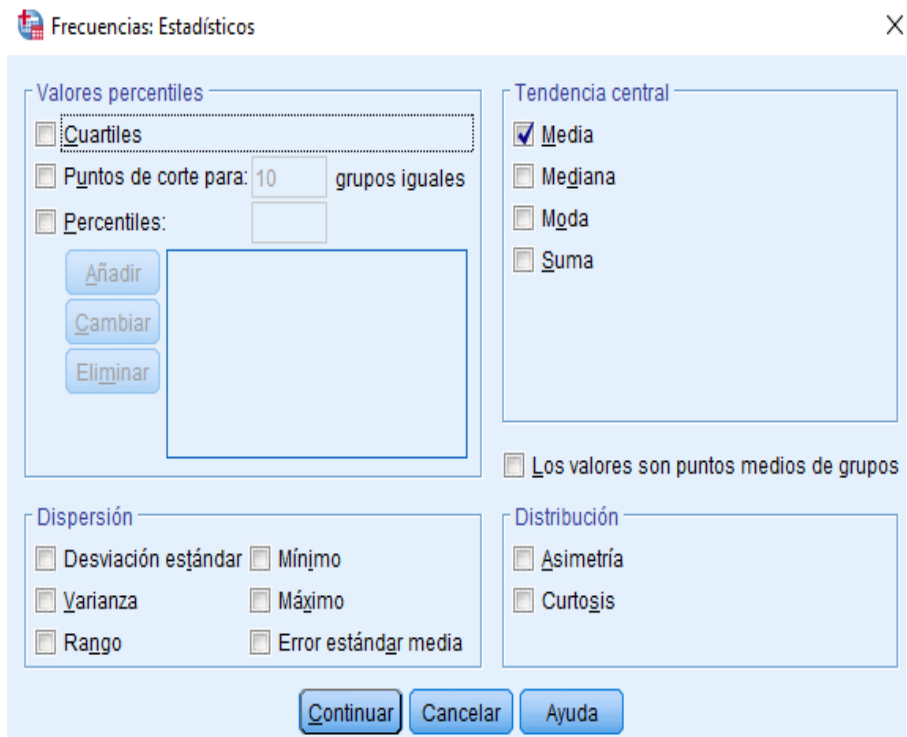 Frecuencias: Estadísticos
Valores percentiles
Cuartiles
Puntos de corte para: 10 grupos iguales
Percentiles:
Añadir
Cambiar
Eliminar
Tendencia central
Media
Mediana
Moda
Suma
Los valores son puntos medios de grupos
Dispersión
Desviación estándar Mínimo
Varianza Máximo
Rango Error estándar media
Distribución
Asimetría
Curtosis
Continuar Cancelar Ayuda